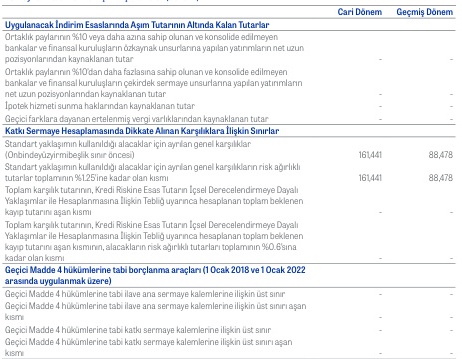 Cari Dönem Geçmiş Dönem
Uygulanacak İndirim Esaslarında Aşım Tutarının Altında Kalan Tutarlar
Ortaklık paylarının %10 veya daha azına sahip olunan ve konsolide edilmeyen
bankalar ve finansal kuruluşların özkaynak unsurlarına yapılan yatırımların net uzun
pozisyonlarından kaynaklanan tutar - -
Ortaklık paylarının %10'dan daha fazlasına sahip olunan ve konsolide edilmeyen
bankalar ve finansal kuruluşların çekirdek sermaye unsurlarına yapılan yatırımların
net uzun pozisyonlarından kaynaklanan tutar - -
İpotek hizmeti sunma haklarından kaynaklanan tutar - -
Geçici farklara dayanan ertelenmiş vergi varlıklarından kaynaklanan tutar - -
Katkı Sermaye Hesaplamasında Dikkate Alınan Karşılıklara İlişkin Sınırlar
Standart yaklaşımın kullanıldığı alacaklar için ayrılan genel karşılıklar
(Onbindeyüzyirmibeşlik sınır öncesi) 161,441 88,478
Standart yaklaşımın kullanıldığı alacaklar için ayrılan genel karşılıkların risk ağırlıklı
tutarlar toplamının %1.25'ine kadar olan kısmı 161,441 88,478
Toplam karşılık tutarının, Kredi Riskine Esas Tutarın İçsel Derecelendirmeye Dayalı
Yaklaşımlar ile Hesaplanmasına İlişkin Tebliğ uyarınca hesaplanan toplam beklenen
kayıp tutarını aşan kısmı - -
Toplam karşılık tutarının, Kredi Riskine Esas Tutarın İçsel Derecelendirmeye Dayalı
Yaklaşımlar ile Hesaplanmasına İlişkin Tebliğ uyarınca hesaplanan toplam beklenen
kayıp tutarını aşan kısmının, alacakların risk ağırlıklı tutarları toplamının %0.6'sına
kadar olan kısmı - -
Geçici Madde 4 hükümlerine tabi borçlanma araçları (1 Ocak 2018 ve 1 Ocak 2022
arasında uygulanmak üzere)
Geçici Madde 4 hükümlerine tabi ilave ana sermaye kalemlerine ilişkin üst sınır - -
Geçici Madde 4 hükümlerine tabi ilave ana sermaye kalemlerine ilişkin üst sınırı aşan
kısmı - -
Geçici Madde 4 hükümlerine tabi katkı sermaye kalemlerine ilişkin üst sınır - -
Geçici Madde 4 hükümlerine tabi katkı sermaye kalemlerine ilişkin üst sınırı aşan
kısmı - -